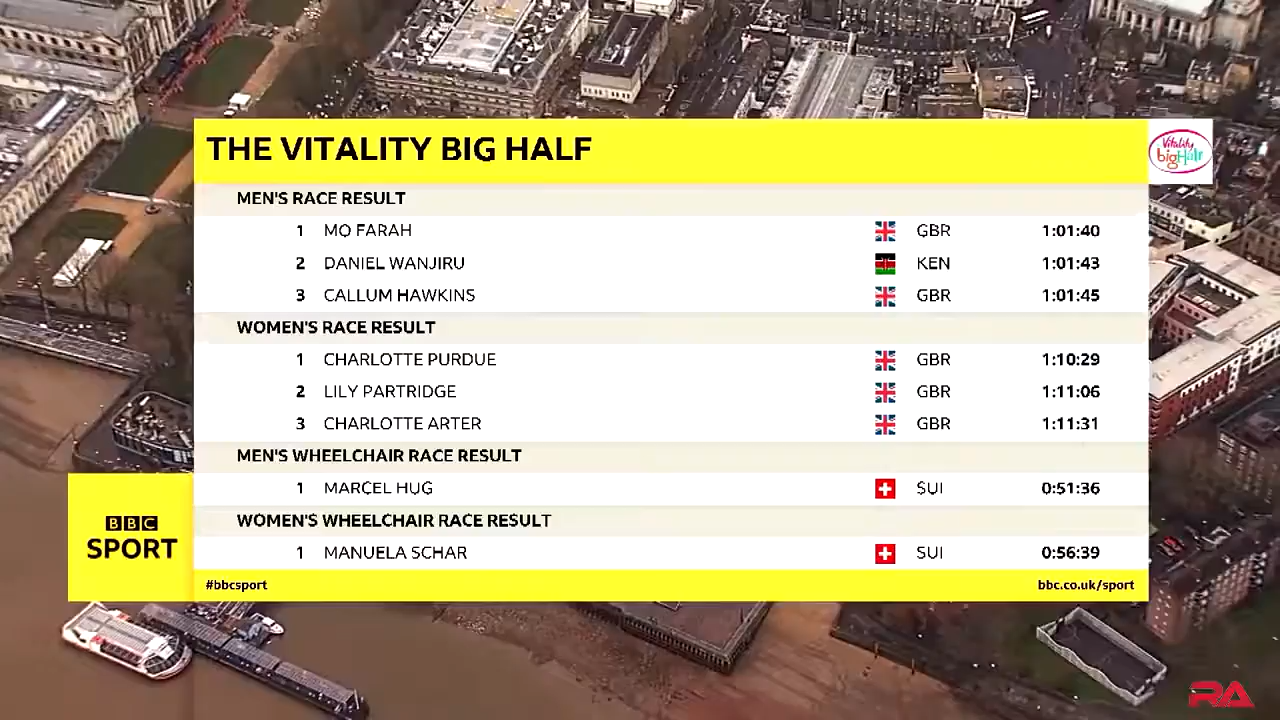 THE VITALITY BIG HALF
Vitality
bigHalf
MEN'S RACE RESULT
1 MO FARAH GBR 1:01:40
2 DANIEL WANJIRU KEN 1:01:43
3 CALLUM HAWKINS GBR 1:01:45
WOMEN'S RACE RESULT
1 CHARLOTTE PURDUE GBR 1:10:29
2 LILY PARTRIDGE GBR 1:11:06
3 CHARLOTTE ARTER GBR 1:11:31
MEN'S WHEELCHAIR RACE RESULT
1 MARCEL HUG SUI 0:51:36
WOMEN'S WHEELCHAIR RACE RESULT
1 MANUELA SCHAR SUI 0:56:39
BBC
SPORT
#bbcsport bbc.co.uk/sport
RA